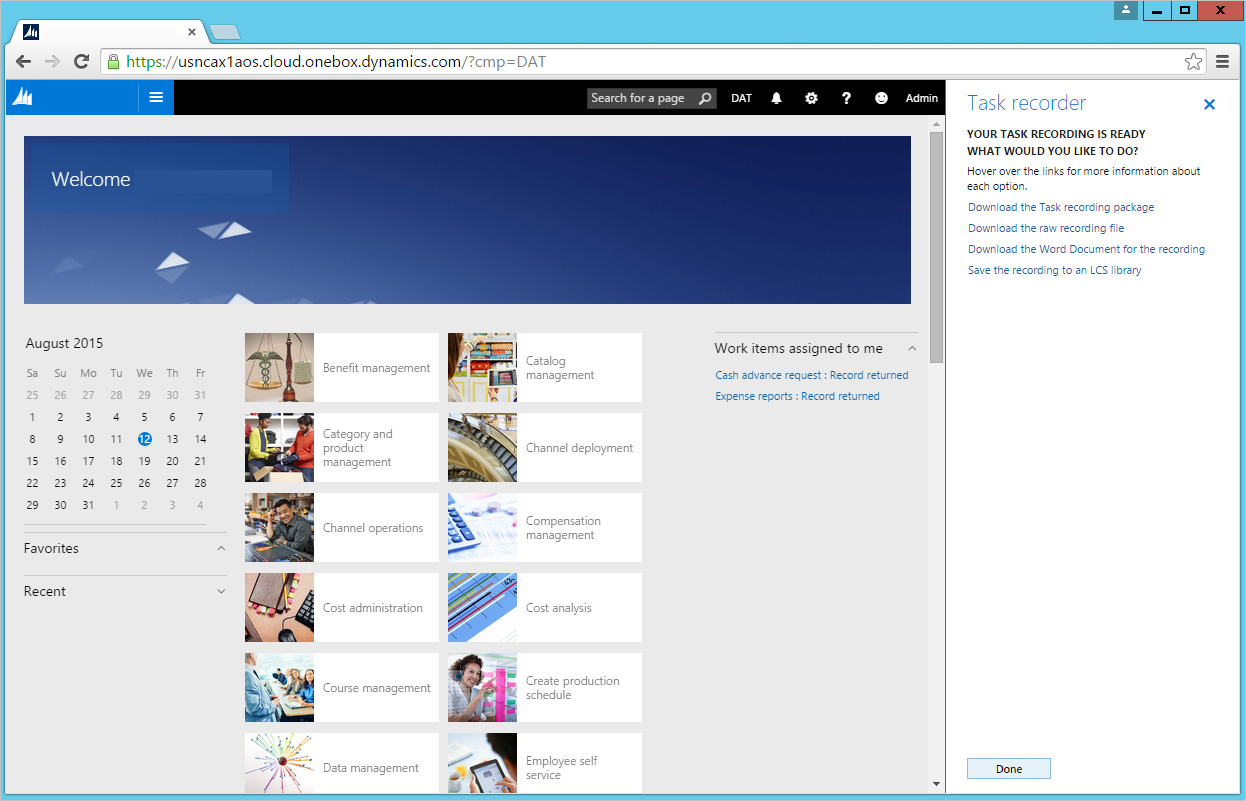 https://usncax1aos.cloud.onebox.dynamics.com/?cmp=DAT
Search for a page
DAT
?
Admin
Welcome
August 2015
Sa Su Mo Tu We Th Fr
25 26 27 28 29 30 31
1 2 3 4 5 6 7
8 9 10 11 12 13 14
15 16 17 18 19 20 21
22 23 24 25 26 27 28
29 30 31 1 2 3 4
Favorites
Recent
Benefit management
Catalog
management
Category and
product
management
Channel deployment
Channel operations
Compensation
management
Cost administration
Cost analysis
Course management
Create production
schedule
Data management
Employee self
service
Work items assigned to me
Cash advance request : Record returned
Expense reports : Record returned
Task recorder
YOUR TASK RECORDING IS READY
WHAT WOULD YOU LIKE TO DO?
Hover over the links for more information about
each option.
Download the Task recording package
Download the raw recording file
Download the Word Document for the recording
Save the recording to an LCS library
Done